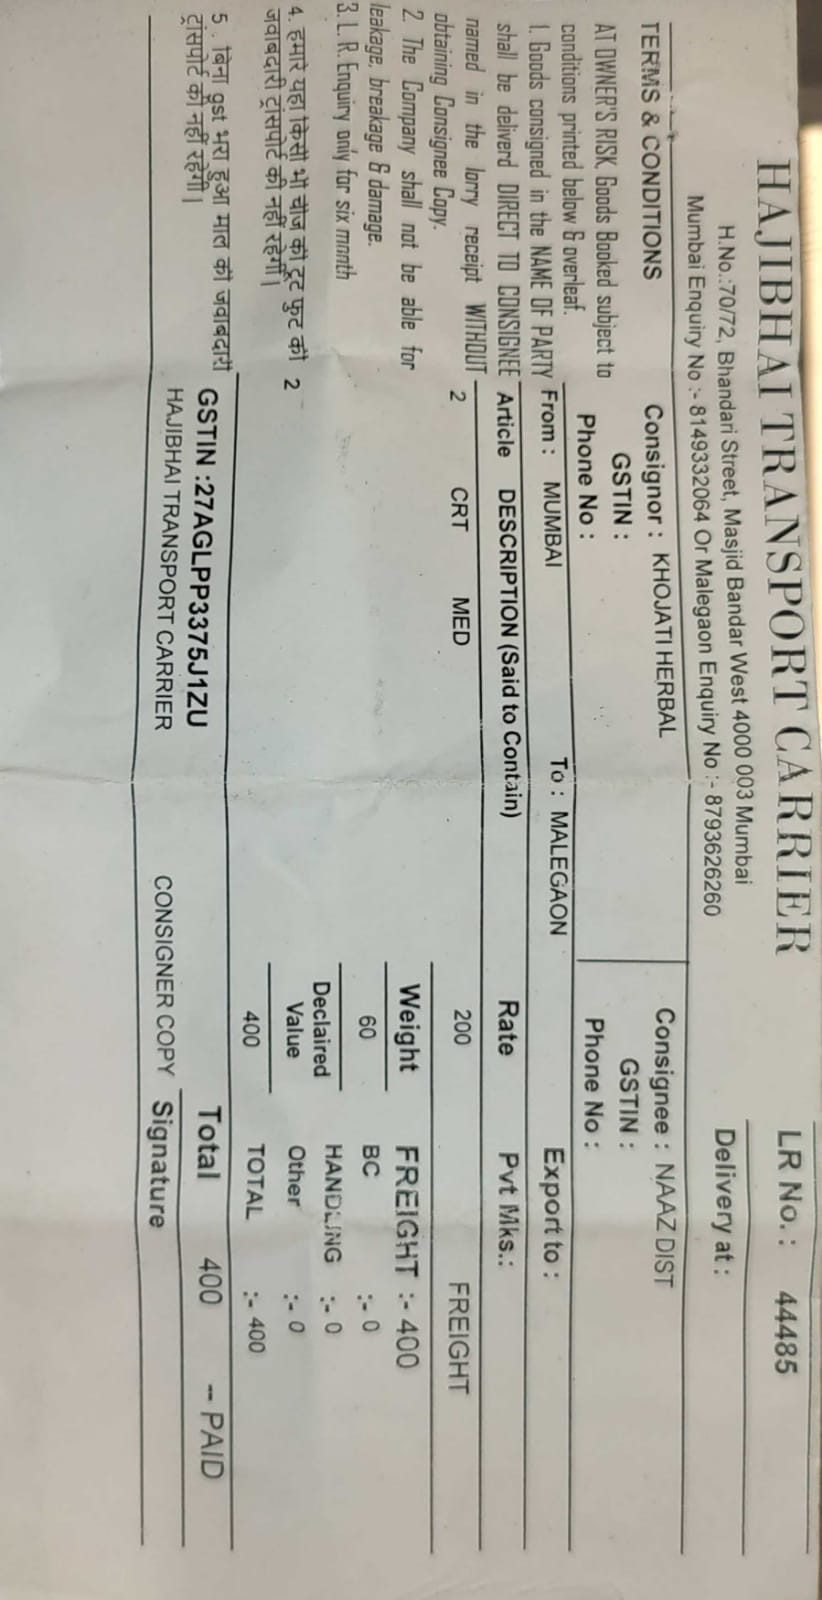 HAJIBHAI TRANSPORT CARRIER
H.No.:70/72, Bhandari Street, Masjid Bandar West 4000 003 Mumbai
Mumbai Enquiry No :- 8149332064 Or Malegaon Enquiry No :- 8793626260
LR No. : 44485
Delivery at :
TERMS & CONDITIONS
AT OWNER'S RISK Goods Booked subject to
conditions printed below & overleaf.
1. Goods consigned in the NAME OF PARTY
shall be deliverd DIRECT TO CONSIGNEE
named in the lorry receipt WITHOUT
obtaining Consignee Copy.
2. The Company shall not be able for
leakage, breakage & damage.
3. L. R. Enquiry only for six month
4. हमारे यहा किसी भी चीज की टूट फुट की
जवाबदारी ट्रांसपोर्ट की नहीं रहेगी|
5 . बिना gst भरा हुआ माल की जवाबदारी
ट्रांसपोर्ट की नहीं रहेगी|
Consignor : KHOJATI HERBAL
GSTIN :
Phone No :
Consignee : NAAZ DIST
GSTIN :
Phone No :
From : MUMBAI To : MALEGAON Export to :
Article DESCRIPTION (Said to Contain) Rate Pvt Mks.:
2 CRT MED 200 FREIGHT
Weight FREIGHT :- 400
60 BC :- 0
Declaired HANDLING :- 0
Value Other :- 0
2 400 TOTAL :- 400
GSTIN :27AGLPP3375J1ZU Total 400 -- PAID
HAJIBHAI TRANSPORT CARRIER CONSIGNER COPY Signature